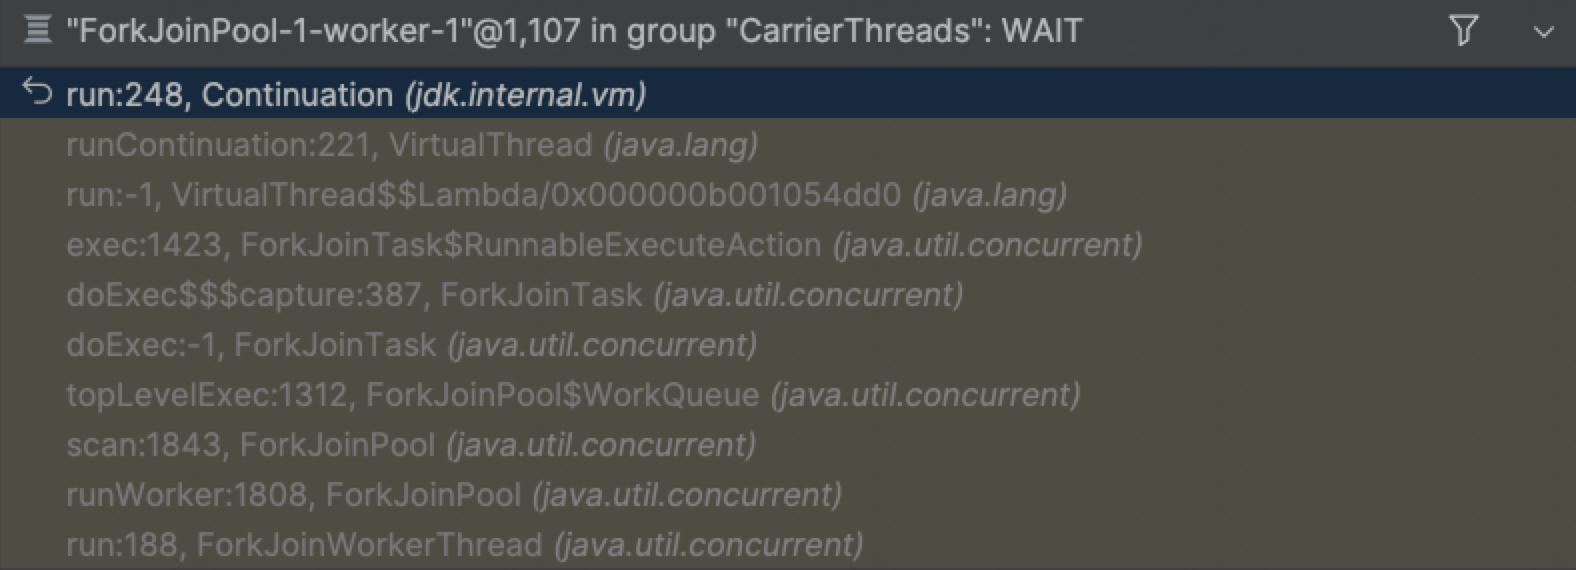 "ForkJoinPool-1-worker-1"@1,107 in group "CarrierThreads": WAIT
run:248, Continuation (jdk.internal.vm)
runContinuation:221, VirtualThread (java.lang)
run:-1, VirtualThread$$Lambda/0x000000b001054dd0 (java.lang)
exec:1423, ForkJoinTask$RunnableExecuteAction (java.util.concurrent)
doExec$$$capture:387, ForkJoinTask (java.util.concurrent)
doExec:-1, ForkJoinTask (java.util.concurrent)
topLevelExec:1312, ForkJoinPool$WorkQueue (java.util.concurrent)
scan:1843, ForkJoinPool (java.util.concurrent)
runWorker:1808, ForkJoinPool (java.util.concurrent)
run:188, ForkJoinWorkerThread (java.util.concurrent)